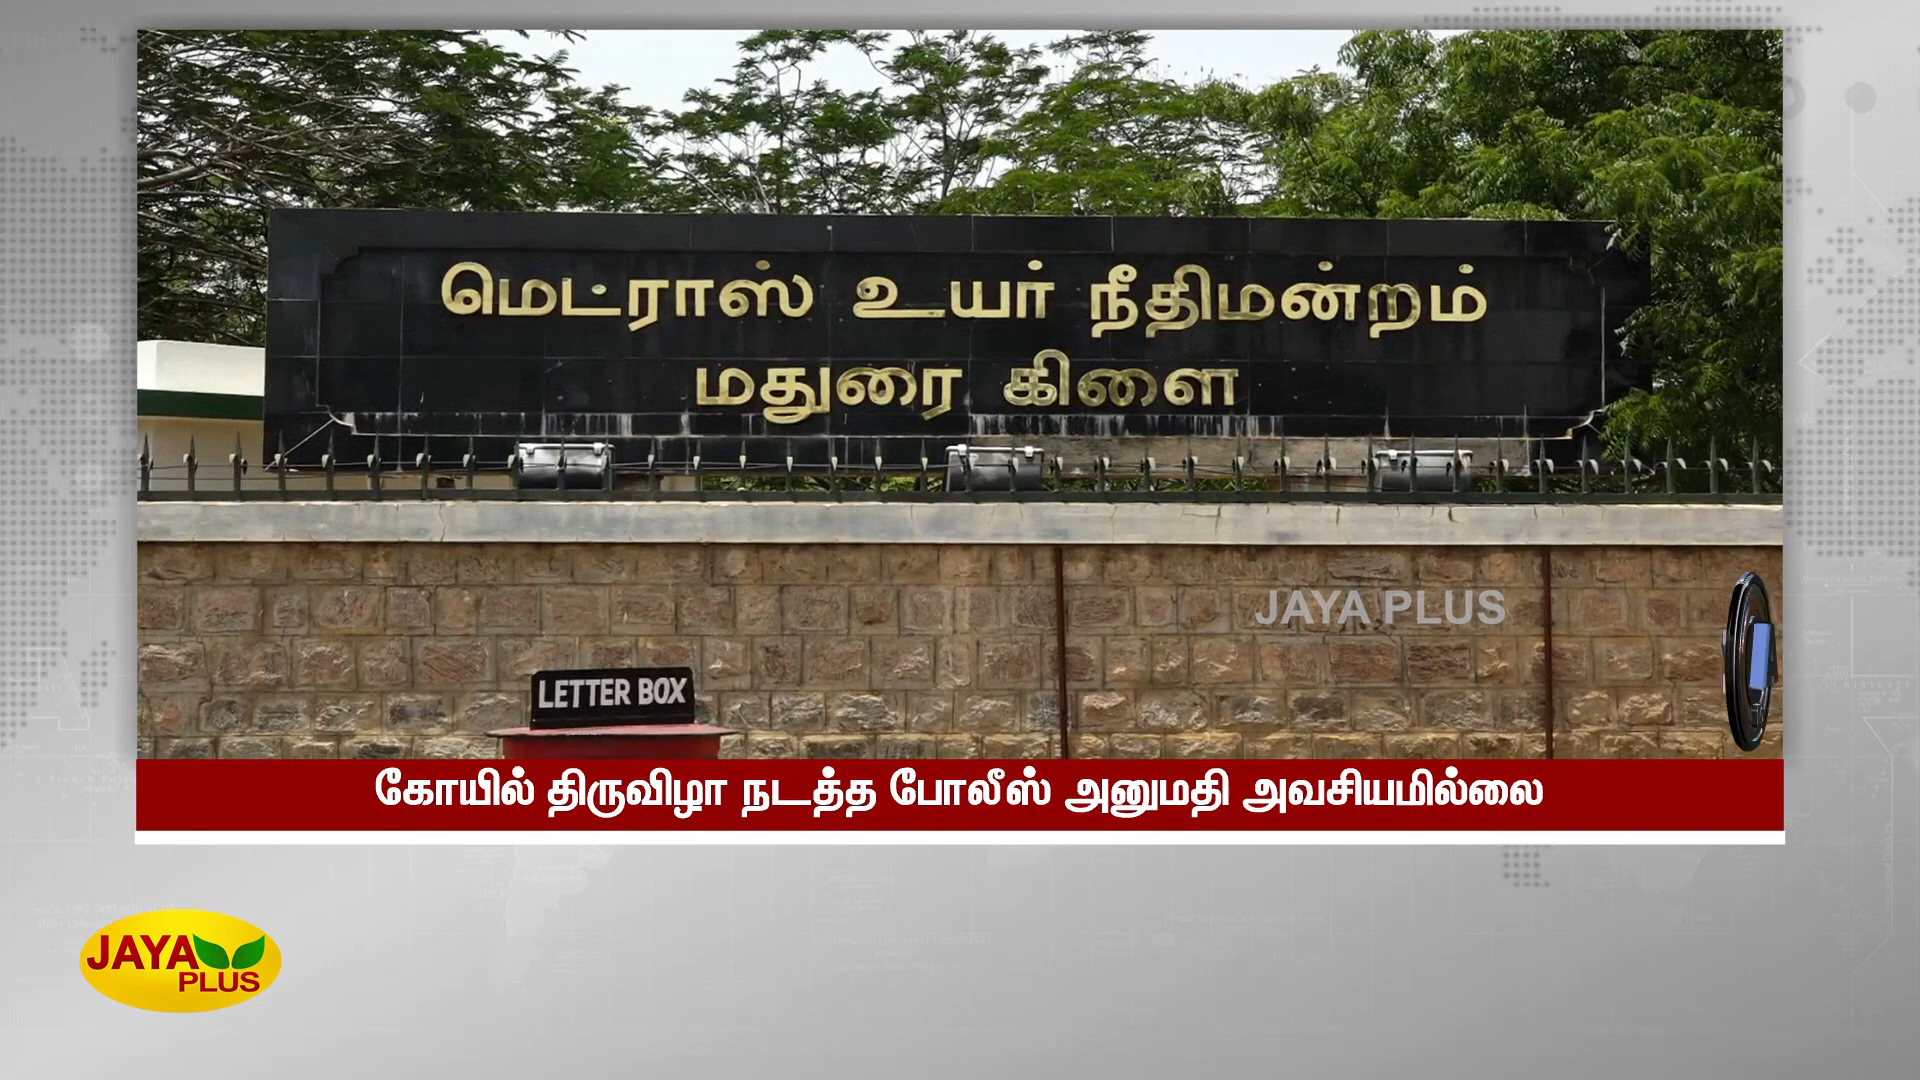 மெட்ராஸ் உயர் நீதிமன்றம்
மதுரை கிளை
JAYA PLUS
LETTER BOX
கோயில் திருவிழா நடத்த போலீஸ் அனுமதி அவசியமில்லை
JAYA
PLUS